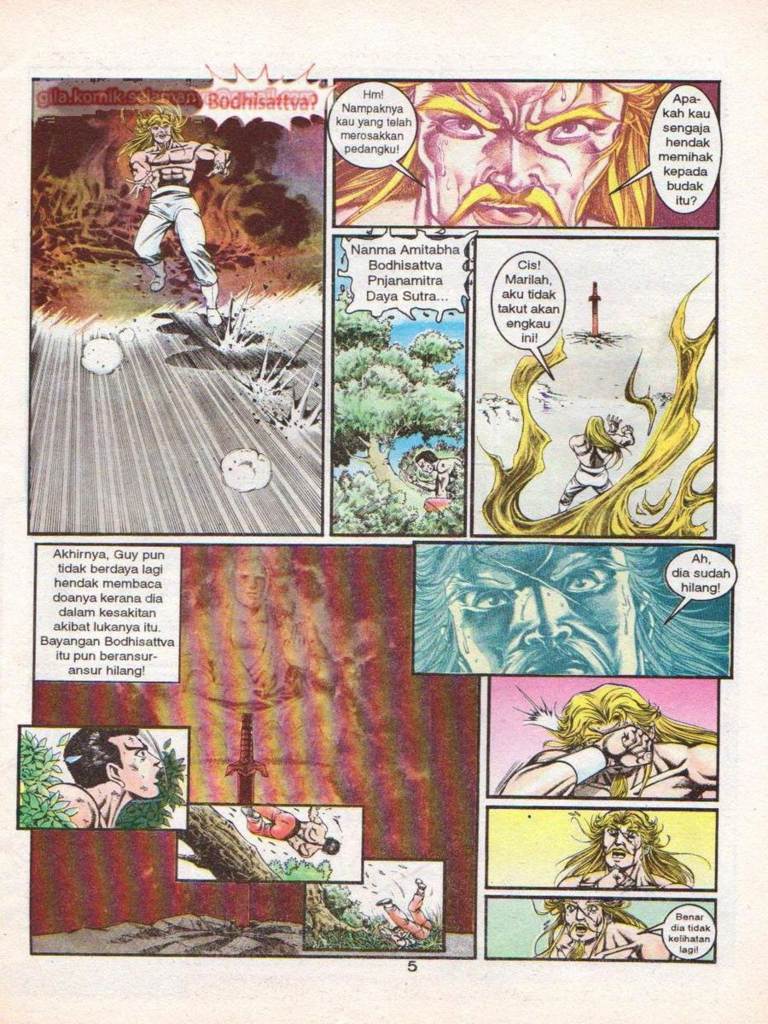 gila.komik.selaman
Bodhisattva?
Hm!
Nampaknya
kau yang telah
merosakkan
pedangku!
Apa-
kah kau
sengaja
hendak
memihak
kepada
budak
itu?
Nanma Amitabha
Bodhisattva
Pnjanamitra
Daya Sutra...
Cis!
Marilah,
aku tidak
takut akan
engkau
ini!
Akhirnya, Guy pun
tidak berdaya lagi
hendak membaca
doanya kerana dia
dalam kesakitan
akibat lukanya itu.
Bayangan Bodhisattva
itu pun beransur-
ansur hilang!
Ah,
dia sudah
hilang!
Benar
dia tidak
kelihatan
lagi!
5